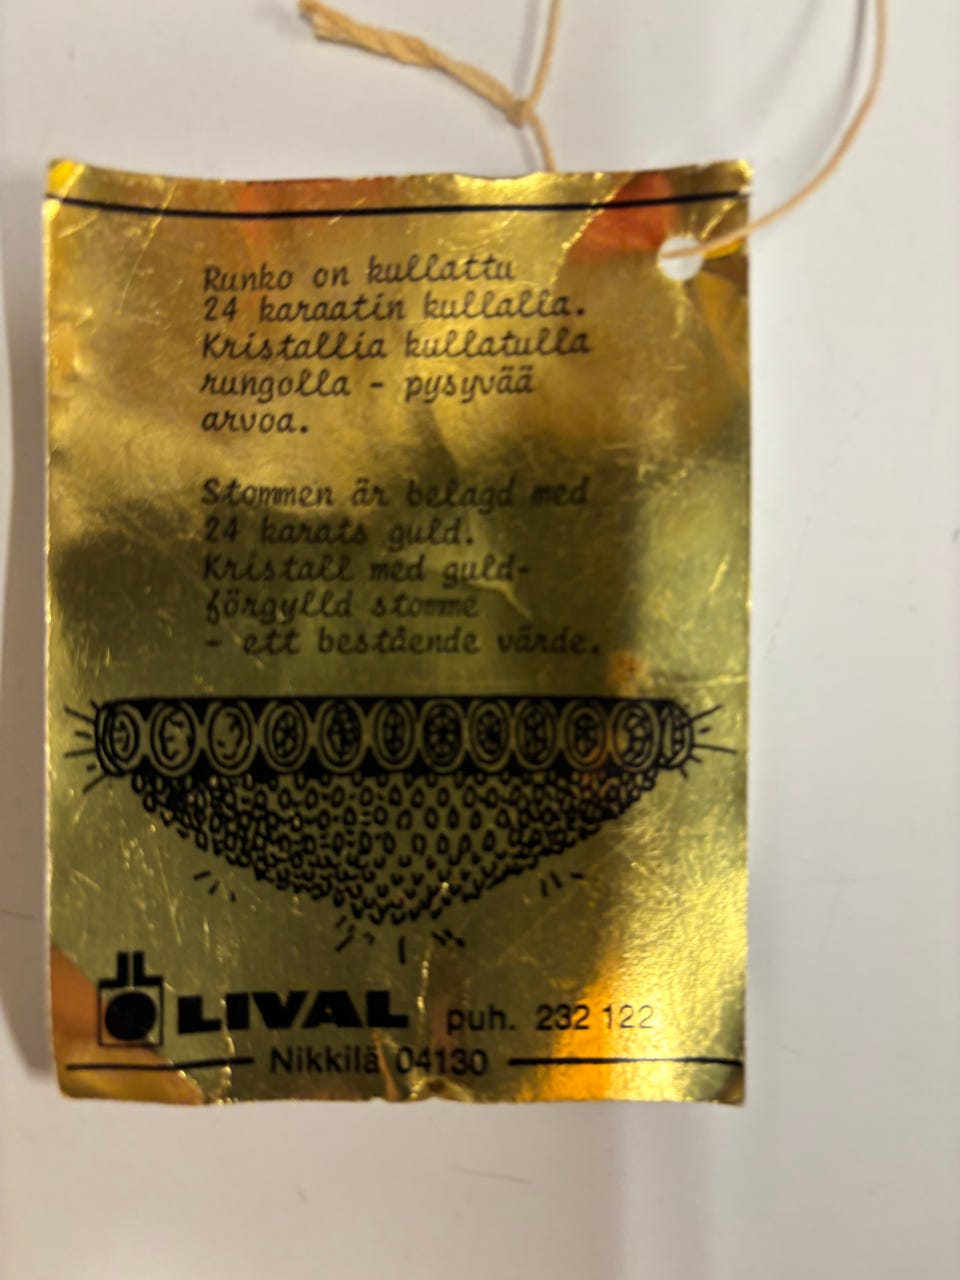 Runko on kullattu
24 karaatin kullalla.
Kristallia kullatulla
rungolla - pysyvää
arvoa.
Stommen är belagd med
24 karats guld.
Kristall med guld-
förgylld stomme
- ett bestående värde.
LIVAL puh. 232 122
Nikkilä 04130